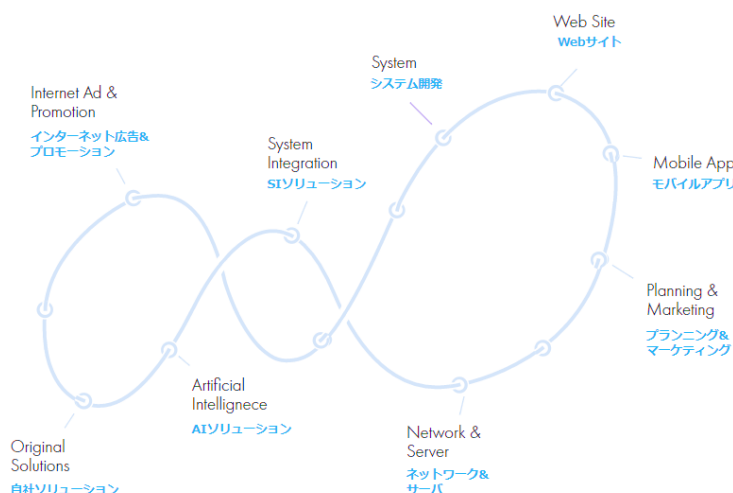 Web Site
Webサイト
System
システム開発
Internet Ad &
Promotion
インターネット広告&
プロモーション
System
Integration
SIソリューション
Mobile App
モバイルアプリ
Planning &
Marketing
プランニング&
マーケティング
Artificial
Intellignece
AIソリューション
Network &
Server
ネットワーク&
サーバ
Original
Solutions
自社ソリューション